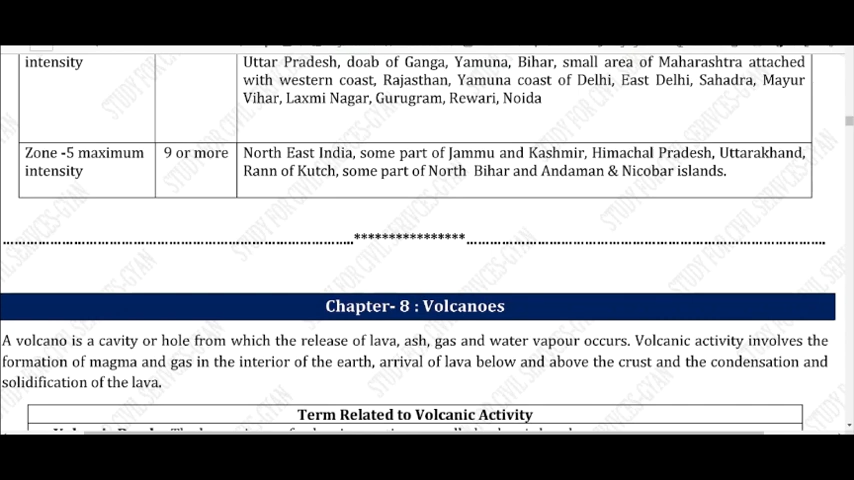 intensity
Uttar Pradesh, doab of Ganga, Yamuna, Bihar, small area of Maharashtra attached
with western coast, Rajasthan, Yamuna coast of Delhi, East Delhi, Sahadra, Mayur
Vihar, Laxmi Nagar, Gurugram, Rewari, Noida
Zone -5 maximum
intensity
9 or more
North East India, some part of Jammu and Kashmir, Himachal Pradesh, Uttarakhand,
Rann of Kutch, some part of North Bihar and Andaman & Nicobar islands.
****************
Chapter- 8 : Volcanoes
A volcano is a cavity or hole from which the release of lava, ash, gas and water vapour occurs. Volcanic activity involves the
formation of magma and gas in the interior of the earth, arrival of lava below and above the crust and the condensation and
solidification of the lava.
Term Related to Volcanic Activity
STUDY FOR CIVIL SERVICES-GYAN